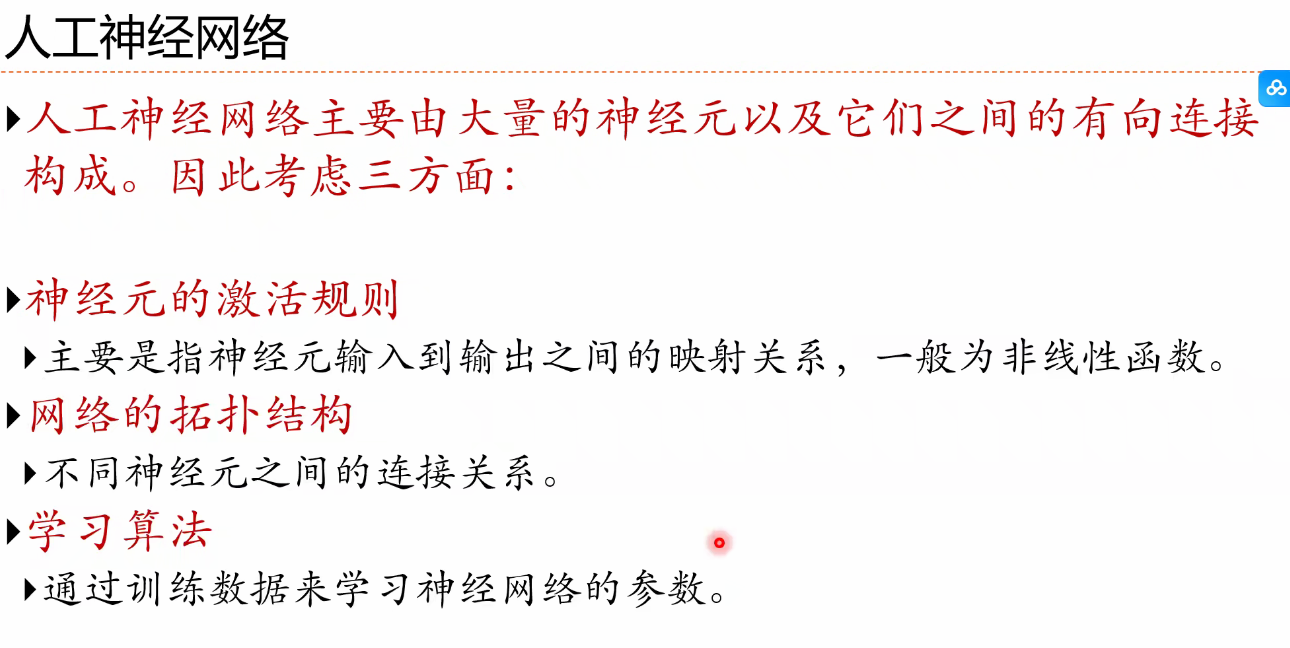 人工神经网络
人工神经网络主要由大量的神经元以及它们之间的有向连接
构成。因此考虑三方面：
神经元的激活规则
主要是指神经元输入到输出之间的映射关系，一般为非线性函数。
网络的拓扑结构
不同神经元之间的连接关系。
学习算法
通过训练数据来学习神经网络的参数。